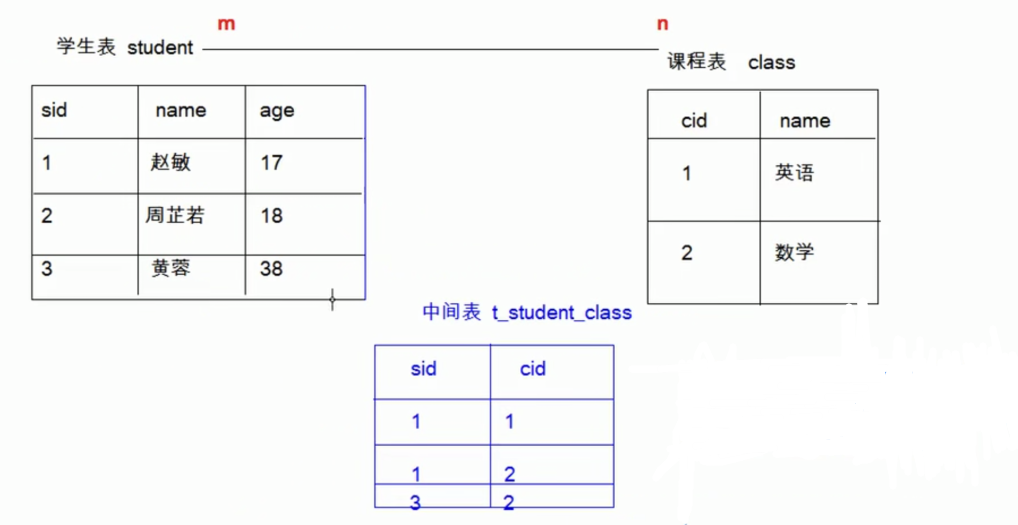 m n
学生表 student
课程表 class
sid name age
1 赵敏 17
2 周芷若 18
3 黄蓉 38
cid name
1 英语
2 数学
中间表 t_student_class
sid cid
1 1
1 2
3 2